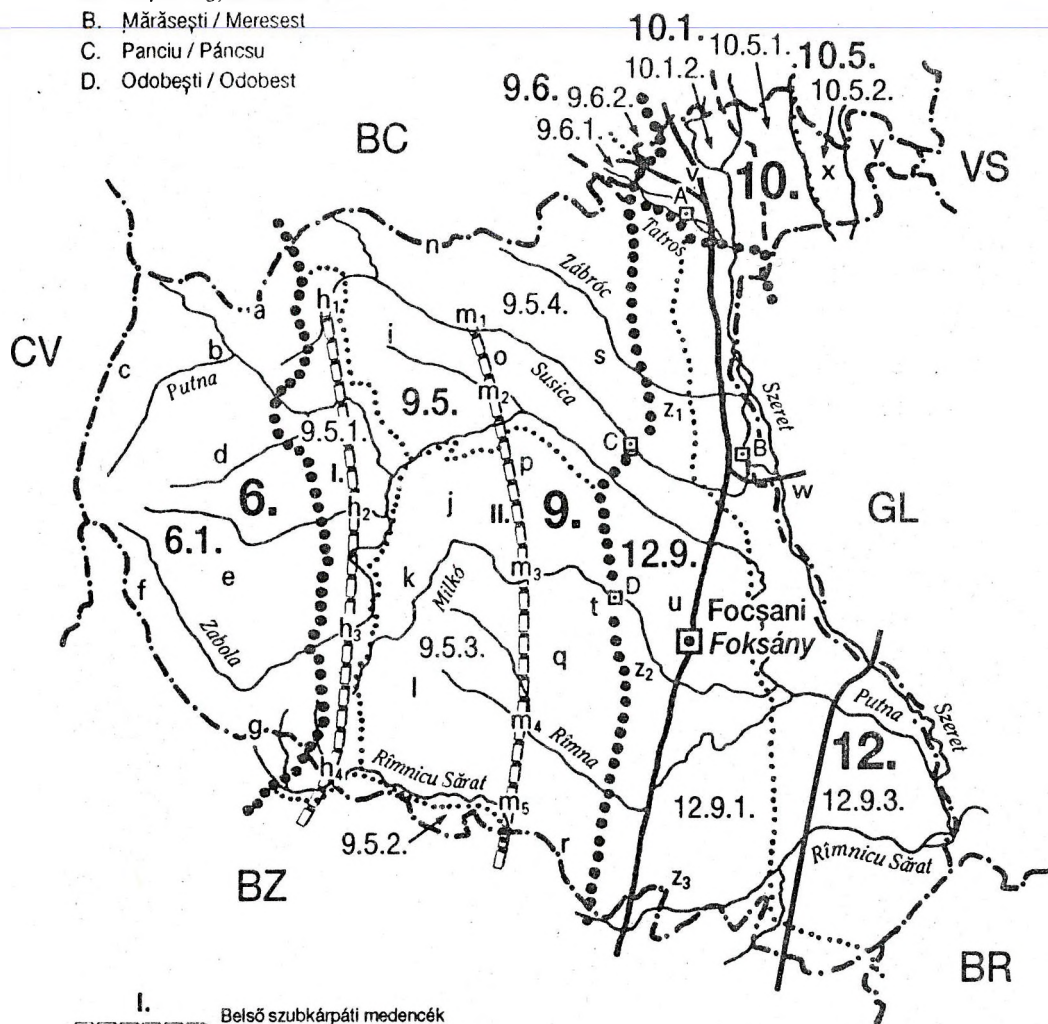 B. Mărăsești / Meresest
C. Panciu / Páncsu
D. Odobești / Odobest
10.1.
10.5.1.
10.5.
10.1.2.
10.5.2.
9.6.
9.6.2.
9.6.1.
BC
VS
v
10.
x
y
A
Tatros
n
Zábróc
a
9.5.4.
h1
m1
CV
c
b
i
o
s
Putna
Susica
m2
9.5.
z1
Szeret
9.5.1.
C
B
d
p
I.
w
6.
j
II.
9.
GL
h2
6.1.
12.9.
e
k
m3
D
f
Milkó
t
u
Focșani
Foksány
h3
Zabola
9.5.3.
q
z2
l
Putna
Szeret
g
m4
Rîmna
12.
h4
Rîmnicu Sărat
m5
12.9.1.
12.9.3.
9.5.2.
r
Rîmnicu Sărat
BZ
z3
BR
I.
Belső szubkárpáti medencék